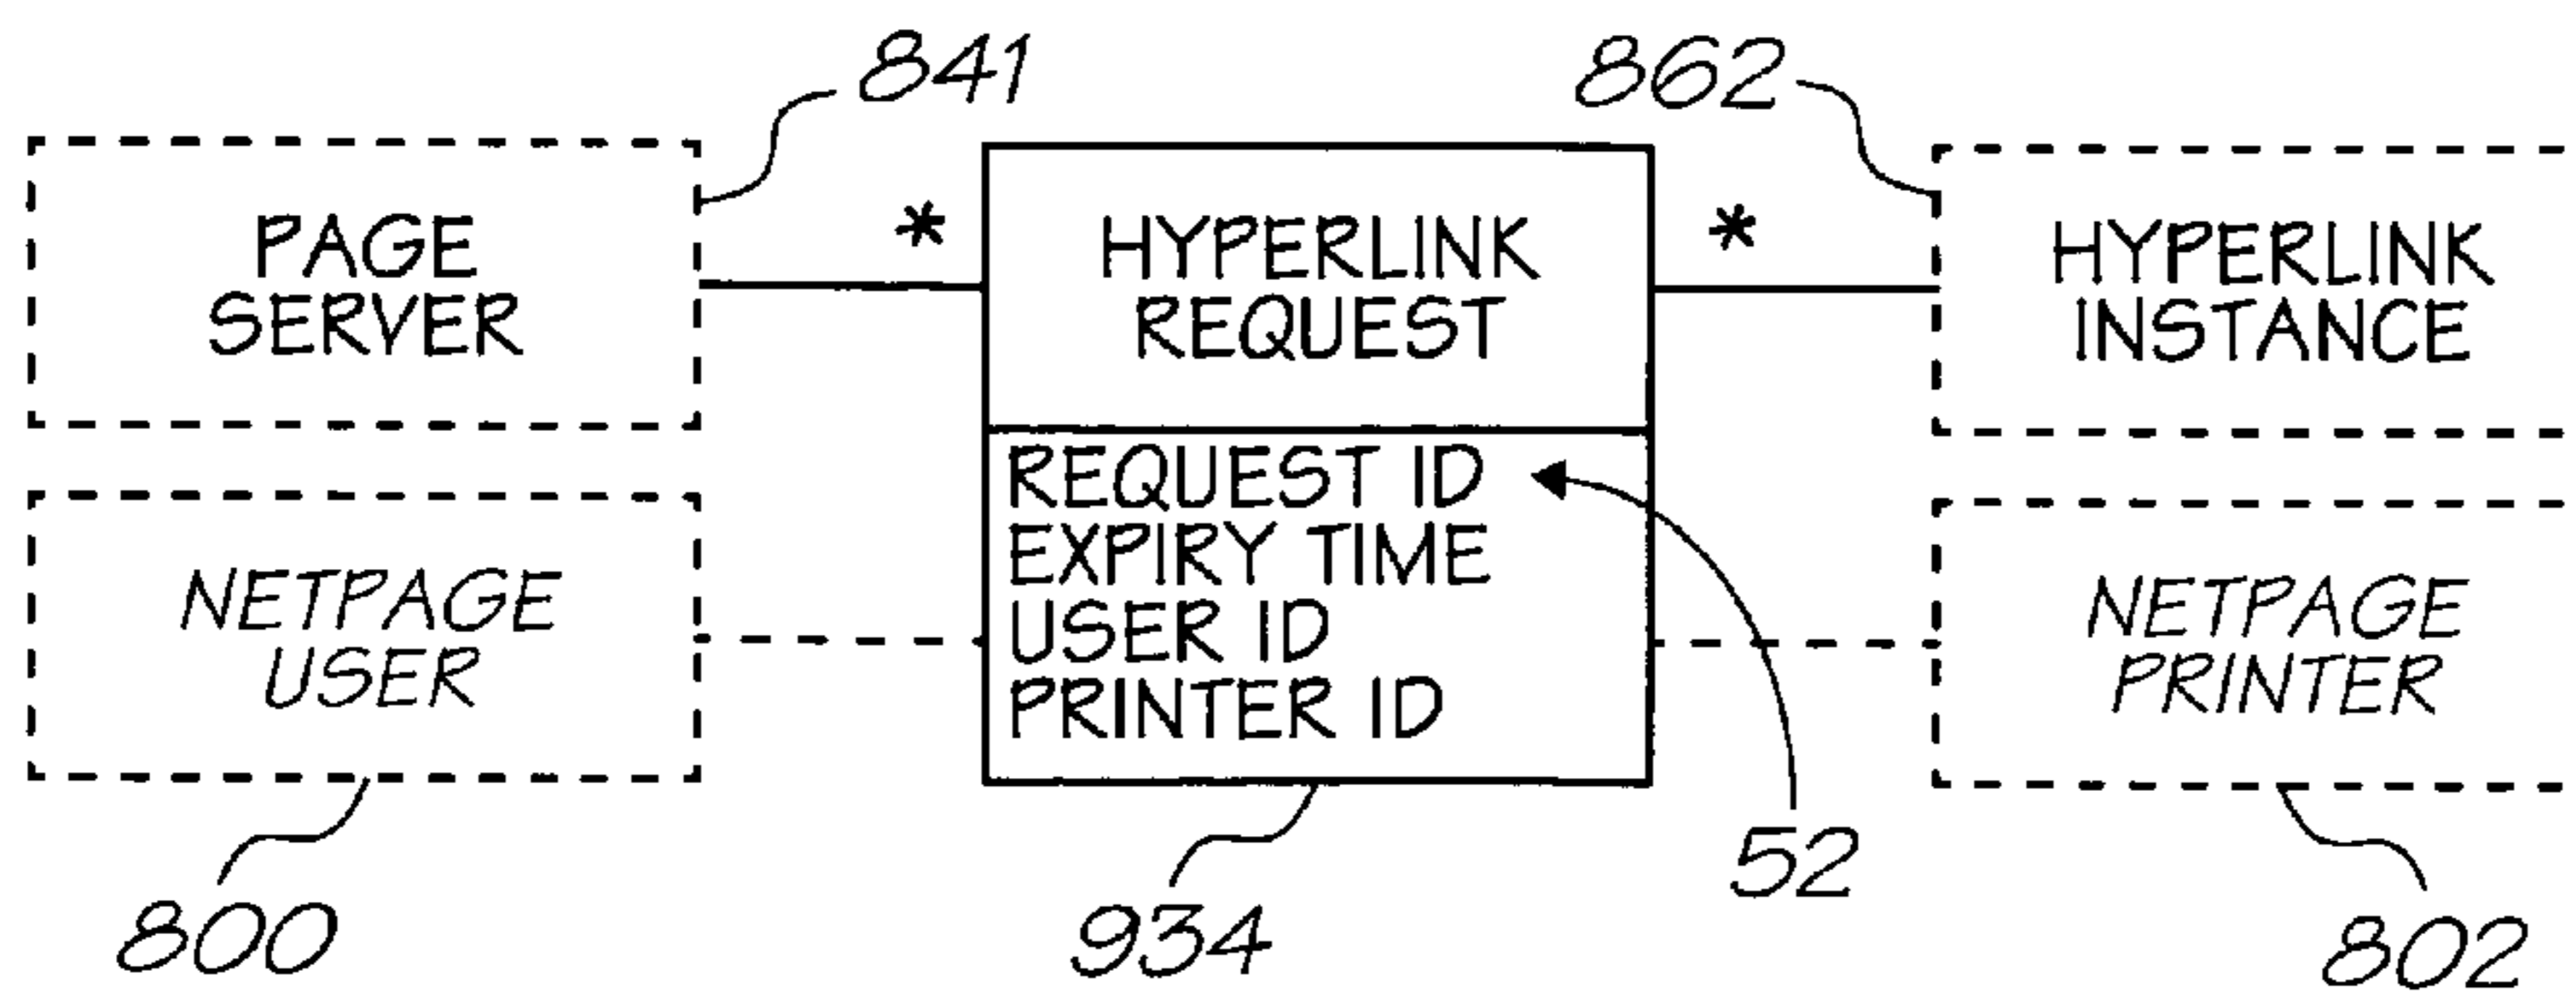 841
862
PAGE
SERVER
*
HYPERLINK
REQUEST
*
HYPERLINK
INSTANCE
REQUEST ID
EXPIRY TIME
USER ID
PRINTER ID
NETPAGE
USER
NETPAGE
PRINTER
52
800
934
802